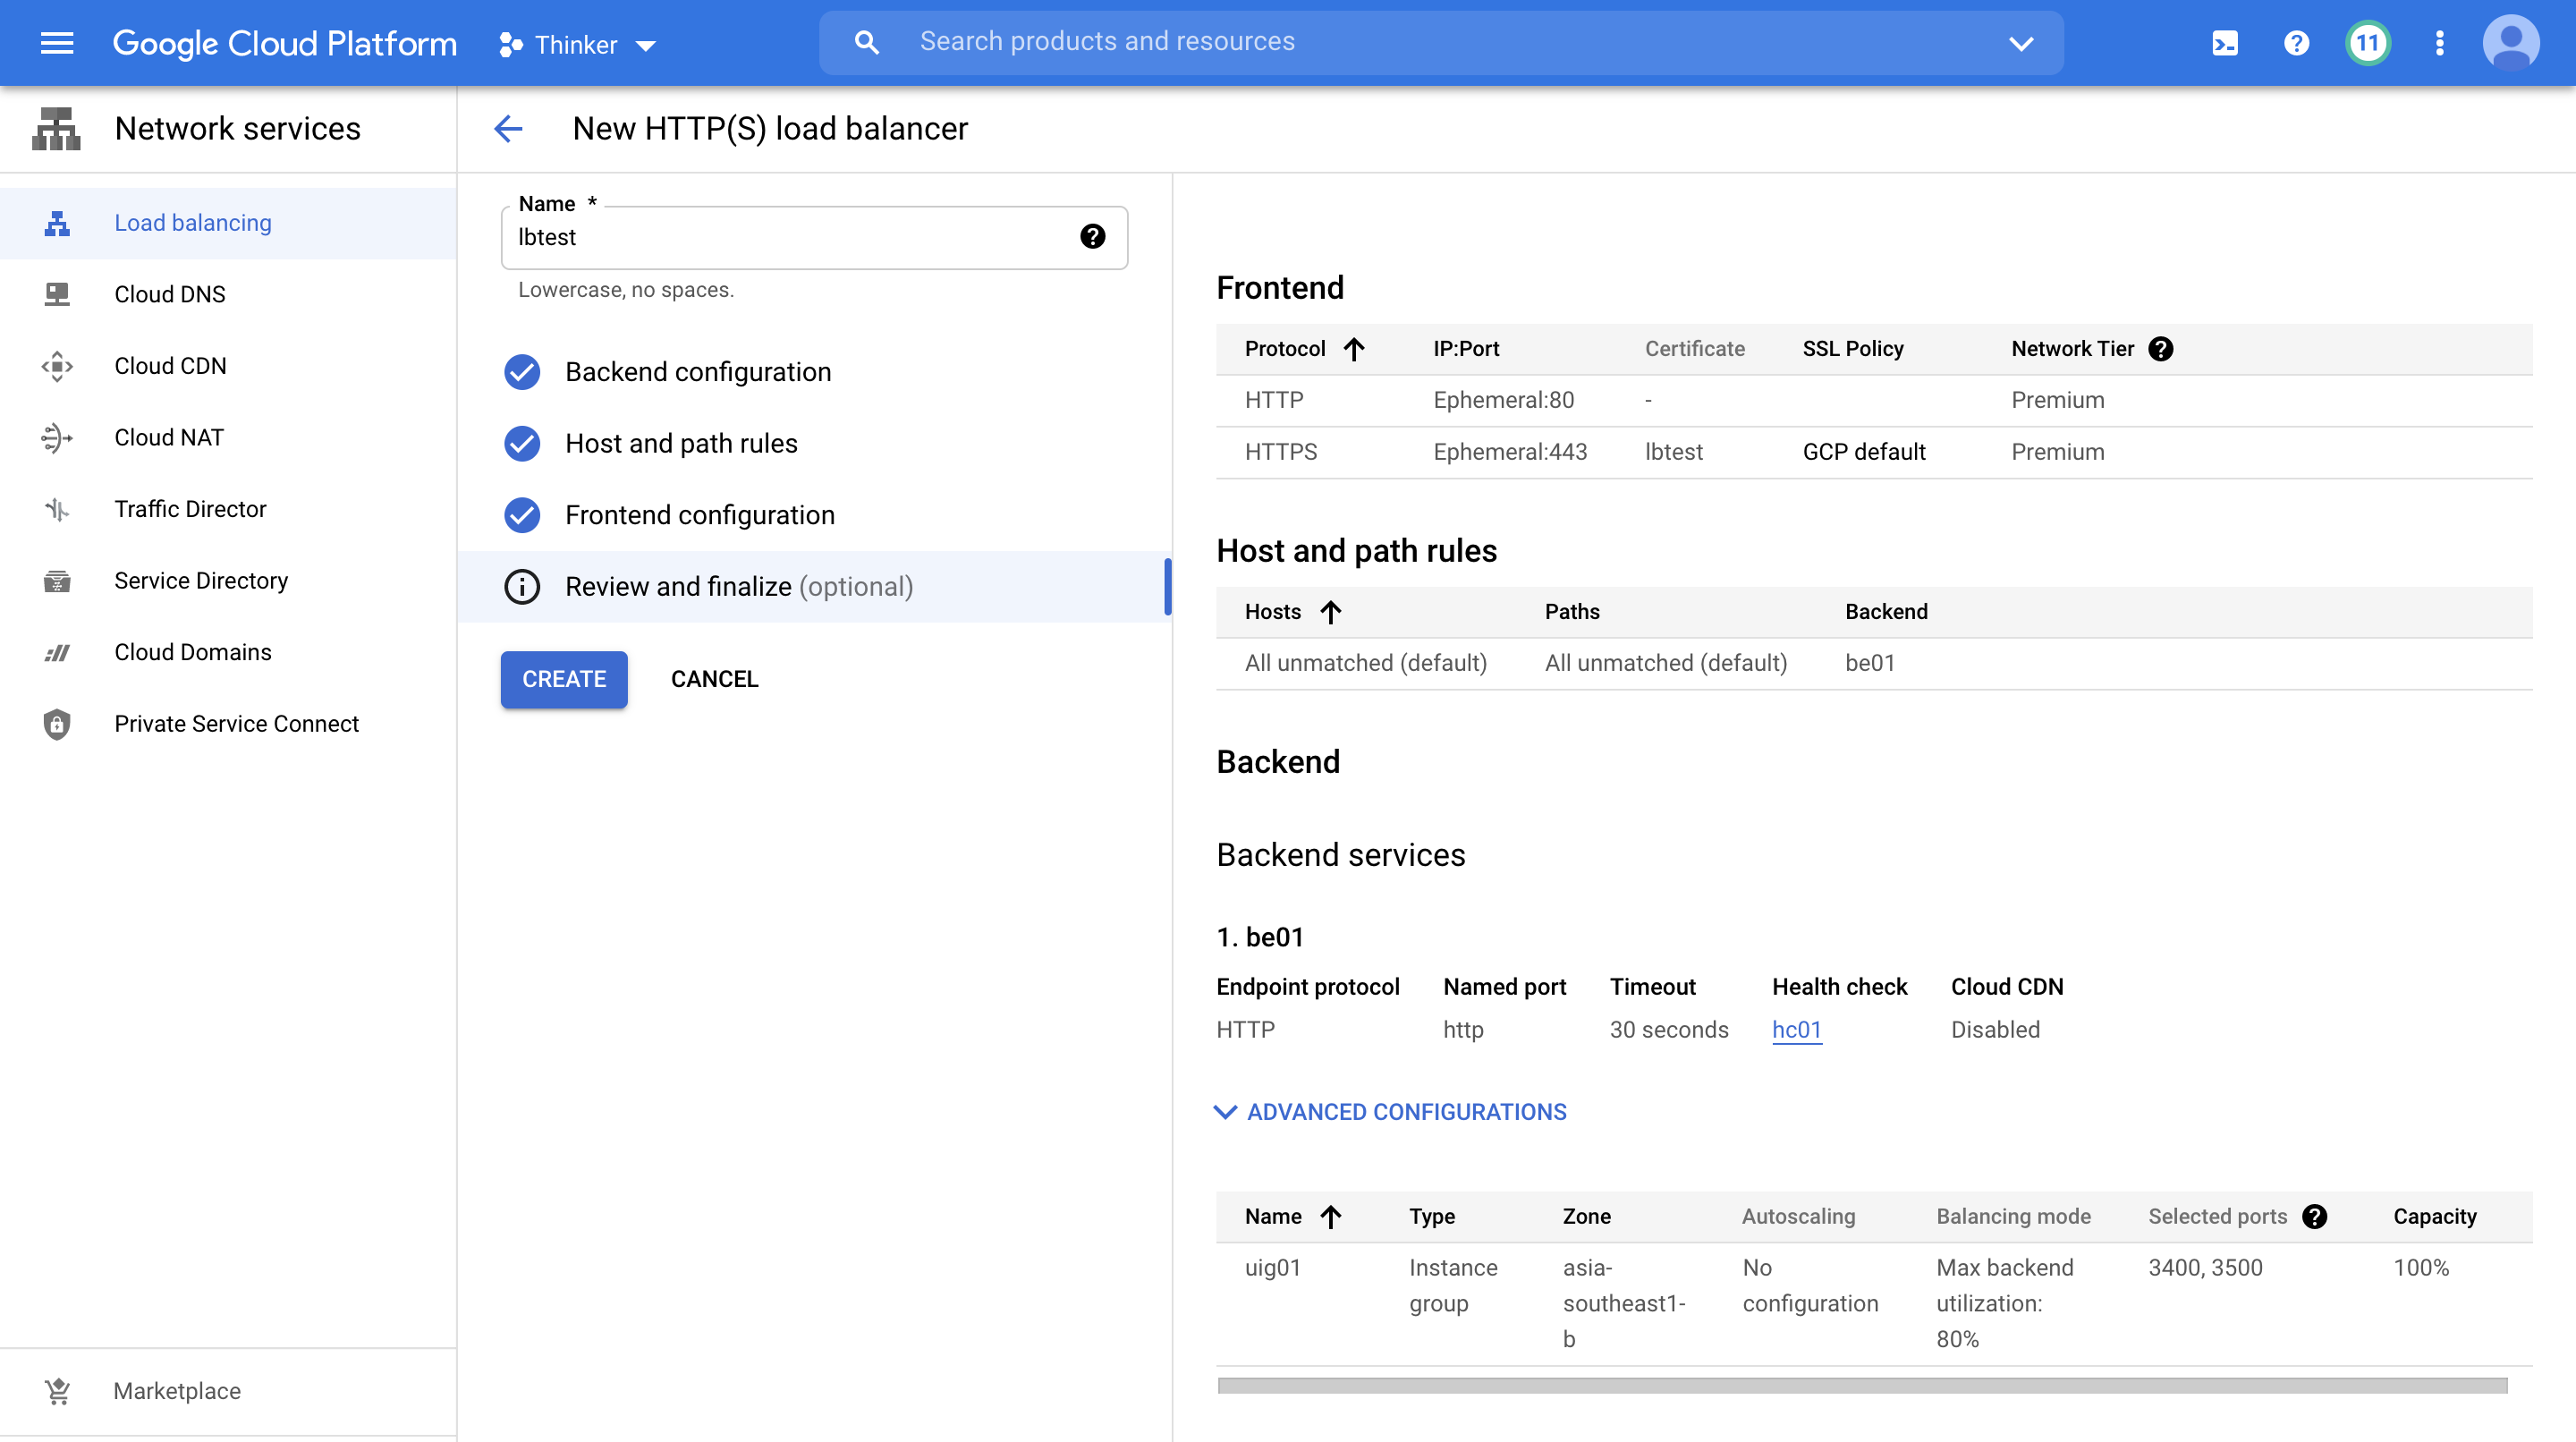 Google Cloud Platform
Thinker
Search products and resources
11
Network services
New HTTP(S) load balancer
Load balancing
Cloud DNS
Cloud CDN
Cloud NAT
Traffic Director
Service Directory
Cloud Domains
Private Service Connect
Marketplace
Name *
lbtest
Lowercase, no spaces.
Backend configuration
Host and path rules
Frontend configuration
Review and finalize (optional)
CREATE CANCEL
Frontend
Protocol IP:Port Certificate SSL Policy Network Tier
HTTP Ephemeral:80 - Premium
HTTPS Ephemeral:443 lbtest GCP default Premium
Host and path rules
Hosts Paths Backend
All unmatched (default) All unmatched (default) be01
Backend
Backend services
1. be01
Endpoint protocol Named port Timeout Health check Cloud CDN
HTTP http 30 seconds hc01 Disabled
ADVANCED CONFIGURATIONS
Name Type Zone Autoscaling Balancing mode Selected ports Capacity
uig01 Instance asia- No Max backend 3400, 3500 100%
group southeast1- configuration utilization:
b 80%